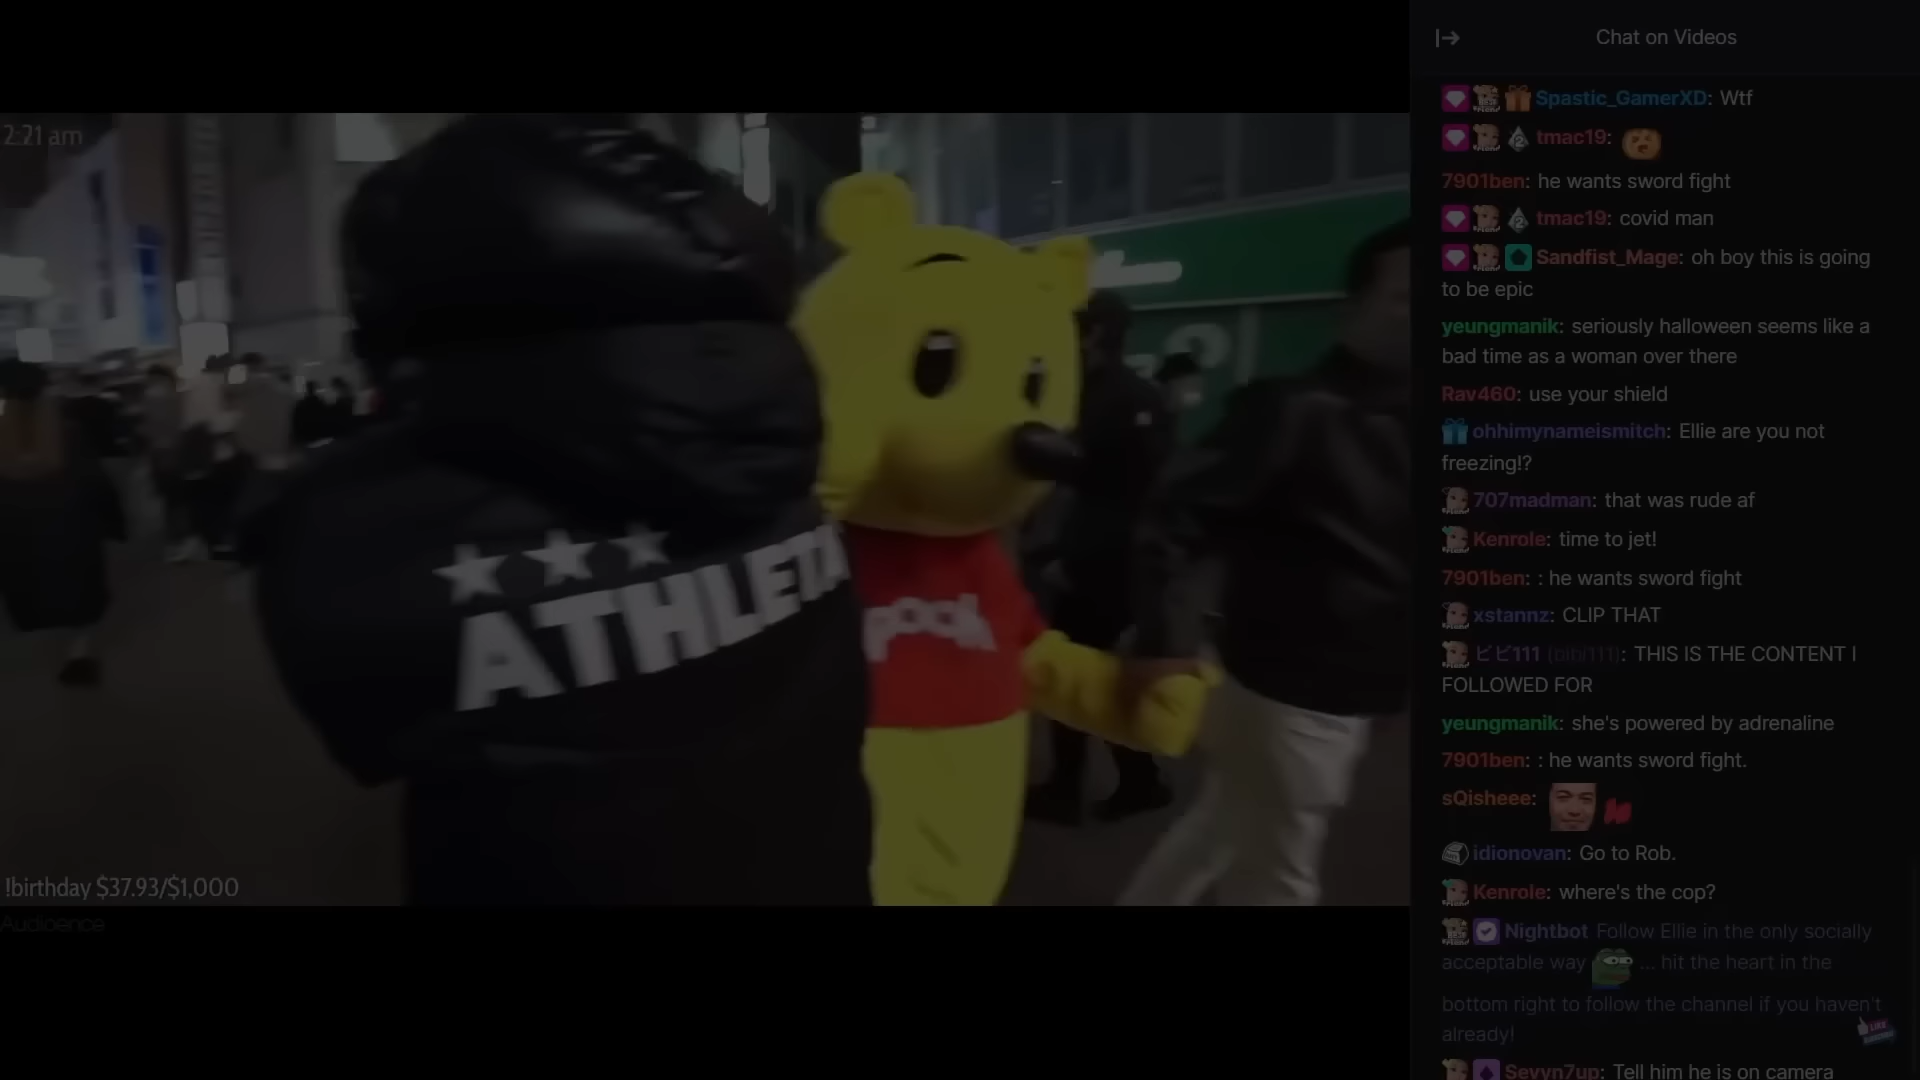 Chat on Videos
2:21 am
Spastic_GamerXD: Wtf
tmac19:
7901ben: he wants sword fight
tmac19: covid man
Sandfist_Mage: oh boy this is going
to be epic
yeungmanik: seriously halloween seems like a
bad time as a woman over there
Rav460: use your shield
ohhimynameismitch: Ellie are you not
freezing!?
707madman: that was rude af
Kenrole: time to jet!
7901ben: : he wants sword fight
xstannz: CLIP THAT
ビビ111 (bibi111): THIS IS THE CONTENT I
FOLLOWED FOR
yeungmanik: she's powered by adrenaline
7901ben: : he wants sword fight.
sQisheee:
idionovan: Go to Rob.
Kenrole: where's the cop?
Nightbot Follow Ellie in the only socially
acceptable way ... hit the heart in the
bottom right to follow the channel if you haven't
already!
Sevyn7up: Tell him he is on camera
ATHLETA
pooh
!birthday $37.93/$1,000
Audioence